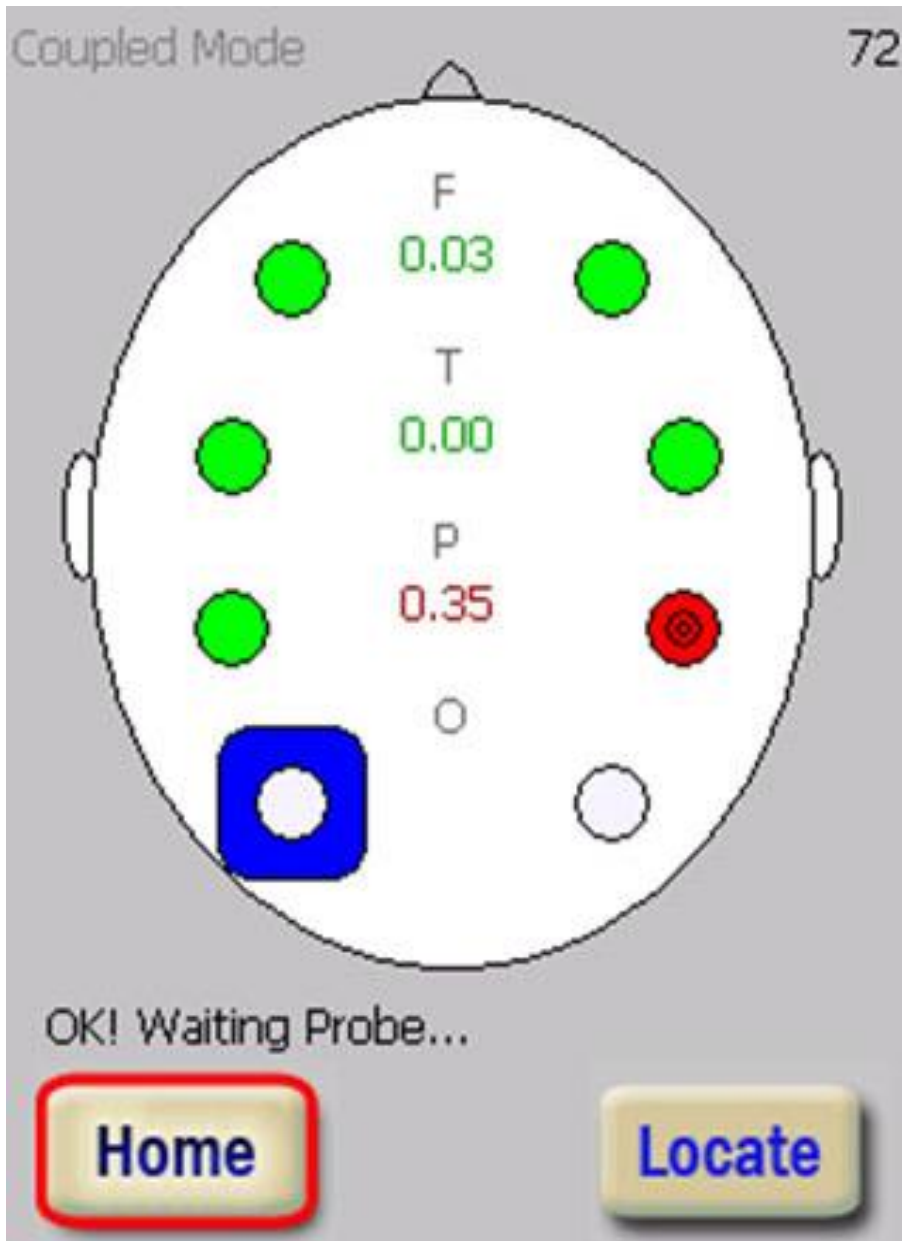 Coupled Mode 72
F
0.03
T
0.00
P
0.35
O
OK! Waiting Probe...
Home Locate